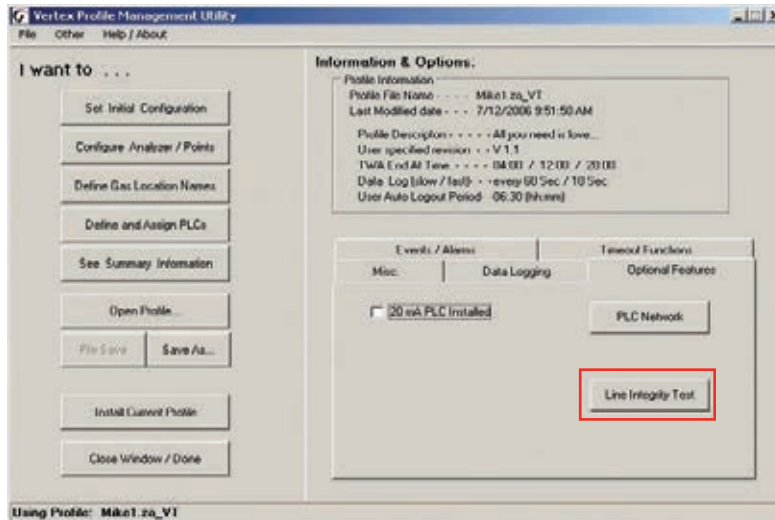 Vertex Profile Management Utility
File Other Help / About
I want to . . .
Set Initial Configuration
Configure Analyzer / Points
Define Gas Location Names
Define and Assign PLCs
See Summary Information
Open Profile...
File Save
Save As...
Install Current Profile
Close Window / Done
Information & Options:
Profile Information
Profile File Name - - - - Mike1.za_VT
Last Modified date - - - 7/12/2006 9:51:50 AM
Profile Description - - - - - All you need is love...
User specified revision - - V 1.1
TWA End At Time - - - - 04:00 / 12:00 / 20:00
Data Log (slow / fast)- - - every 60 Sec / 10 Sec
User Auto Logout Period 06:30 (hh:mm)
Events / Alarms
Timeout Functions
Misc.
Data Logging
Optional Features
20 mA PLC Installed
PLC Network
Line Integrity Test
Using Profile: Mike1.za_VT